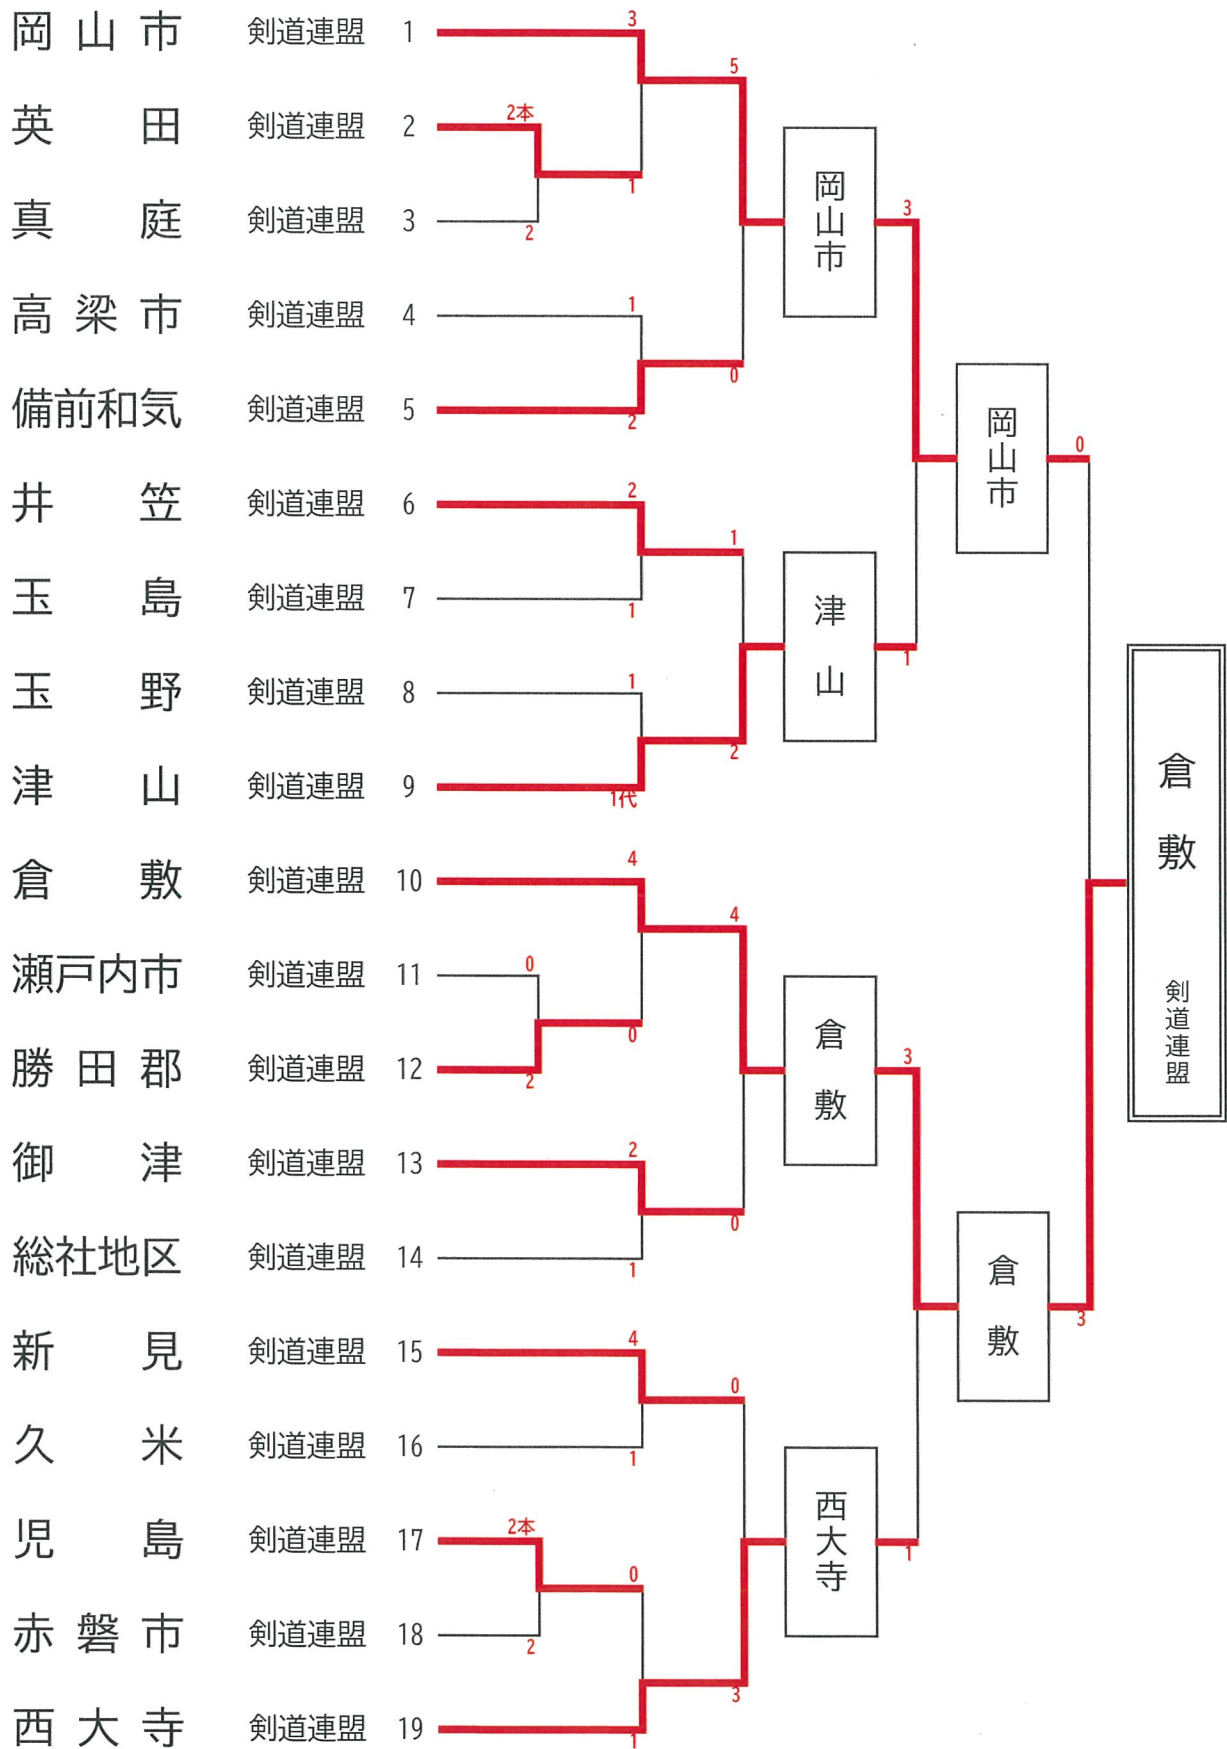 岡山市 剣道連盟 1
英田 剣道連盟 2
真庭 剣道連盟 3
高梁市 剣道連盟 4
備前和気 剣道連盟 5
井笠 剣道連盟 6
玉島 剣道連盟 7
玉野 剣道連盟 8
津山 剣道連盟 9
倉敷 剣道連盟 10
瀬戸内市 剣道連盟 11
勝田郡 剣道連盟 12
御津 剣道連盟 13
総社地区 剣道連盟 14
新見 剣道連盟 15
久米 剣道連盟 16
児島 剣道連盟 17
赤磐市 剣道連盟 18
西大寺 剣道連盟 19
2本
2
0
2
2本
2
3
1
1
2
2
1
1
1代
4
0
2
1
4
1
0
1
5
0
1
2
4
0
0
3
岡山市
津山
倉敷
西大寺
3
1
3
1
岡山市
倉敷
0
3
倉敷
剣道連盟